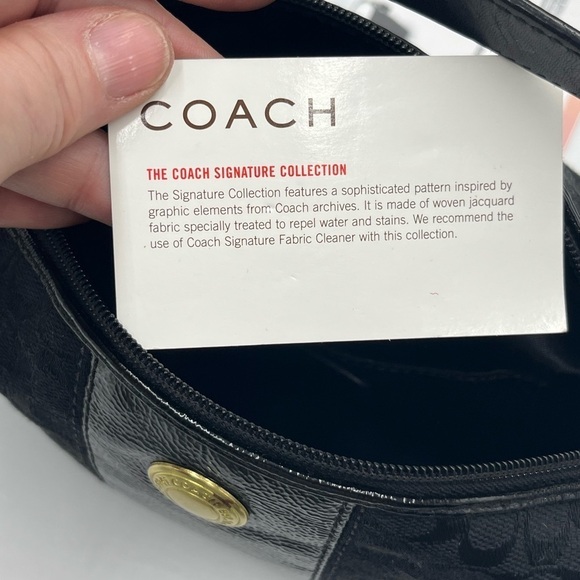 COACH
THE COACH SIGNATURE COLLECTION
The Signature Collection features a sophisticated pattern inspired by
graphic elements from Coach archives. It is made of woven jacquard
fabric specially treated to repel water and stains. We recommend the
use of Coach Signature Fabric Cleaner with this collection.